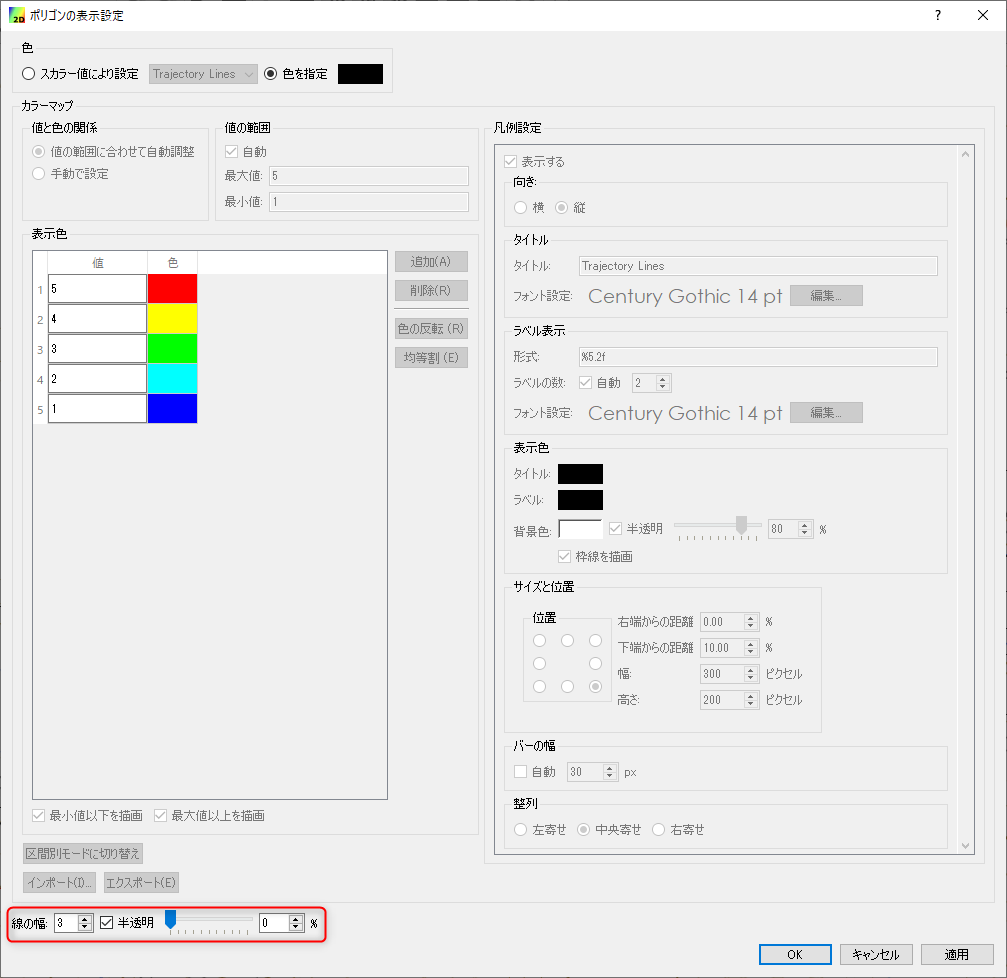 2D ポリゴンの表示設定 ?
色
スカラー値により設定 Trajectory Lines 色を指定
カラーマップ
値と色の関係
値の範囲に合わせて自動調整
手動で設定
値の範囲
自動
最大値: 5
最小値: 1
表示色
値 色
1 5
2 4
3 3
4 2
5 1
追加(A)
削除(R)
色の反転 (R)
均等割 (E)
最小値以下を描画 最大値以上を描画
区間別モードに切り替え
インポート(I)... エクスポート(E)
凡例設定
表示する
向き:
横 縦
タイトル
タイトル: Trajectory Lines
フォント設定: Century Gothic 14 pt 編集...
ラベル表示
形式: %5.2f
ラベルの数: 自動 2
フォント設定: Century Gothic 14 pt 編集...
表示色
タイトル:
ラベル:
背景色: 半透明 80 %
枠線を描画
サイズと位置
位置
右端からの距離 0.00 %
下端からの距離 10.00 %
幅: 300 ピクセル
高さ: 200 ピクセル
バーの幅
自動 30 px
整列
左寄せ 中央寄せ 右寄せ
線の幅: 3 半透明 0 %
OK キャンセル 適用